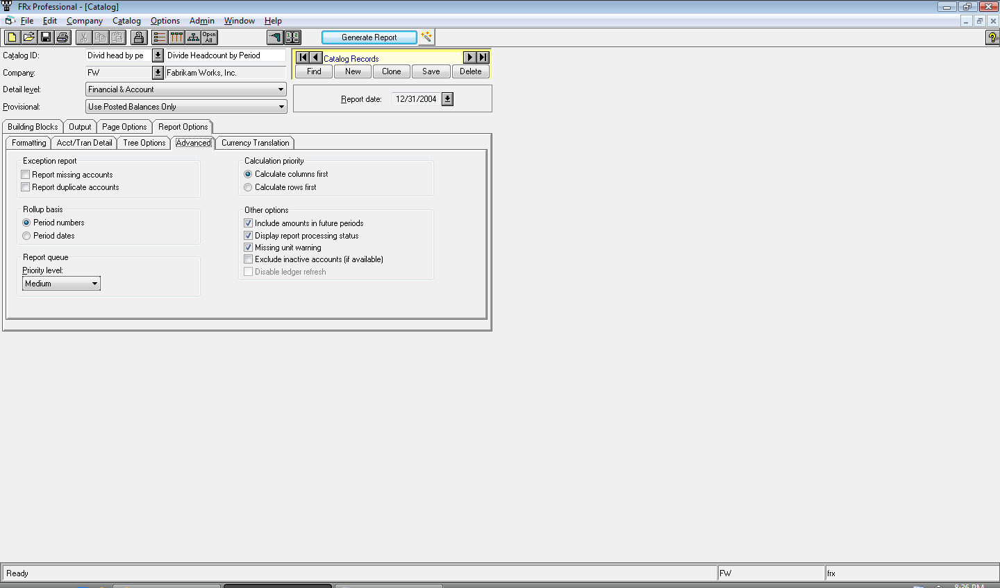 FRx Professional - [Catalog]
File Edit Company Catalog Options Admin Window Help
Open All
Generate Report
Catalog ID: Divid head by pe Divide Headcount by Period
Company: FW Fabrikam Works, Inc.
Detail level: Financial & Account
Provisional: Use Posted Balances Only
Catalog Records
Find New Clone Save Delete
Report date: 12/31/2004
Building Blocks Output Page Options Report Options
Formatting Acct/Tran Detail Tree Options Advanced Currency Translation
Exception report
Report missing accounts
Report duplicate accounts
Rollup basis
Period numbers
Period dates
Report queue
Priority level:
Medium
Calculation priority
Calculate columns first
Calculate rows first
Other options
Include amounts in future periods
Display report processing status
Missing unit warning
Exclude inactive accounts (if available)
Disable ledger refresh
Ready FW frx
8:36 PM